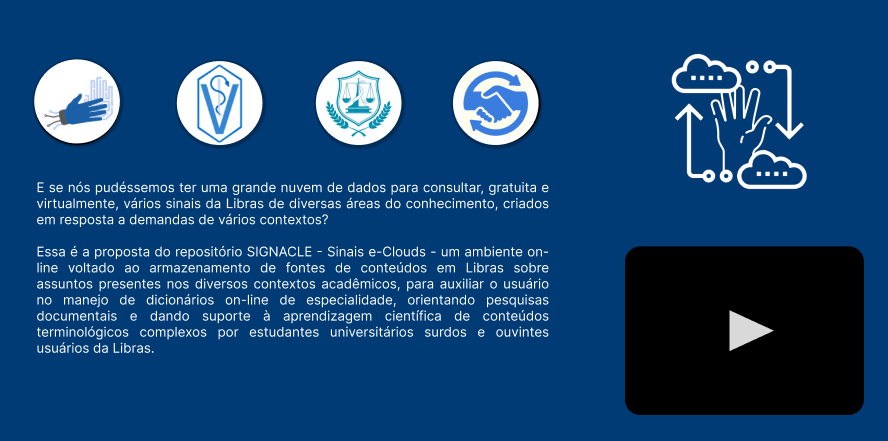 E se nós pudéssemos ter uma grande nuvem de dados para consultar, gratuita e
virtualmente, vários sinais da Libras de diversas áreas do conhecimento, criados
em resposta a demandas de vários contextos?
Essa é a proposta do repositório SIGNACLE - Sinais e-Clouds - um ambiente on-
line voltado ao armazenamento de fontes de conteúdos em Libras sobre
assuntos presentes nos diversos contextos acadêmicos, para auxiliar o usuário
no manejo de dicionários on-line de especialidade, orientando pesquisas
documentais e dando suporte à aprendizagem científica de conteúdos
terminológicos complexos por estudantes universitários surdos e ouvintes
usuários da Libras.